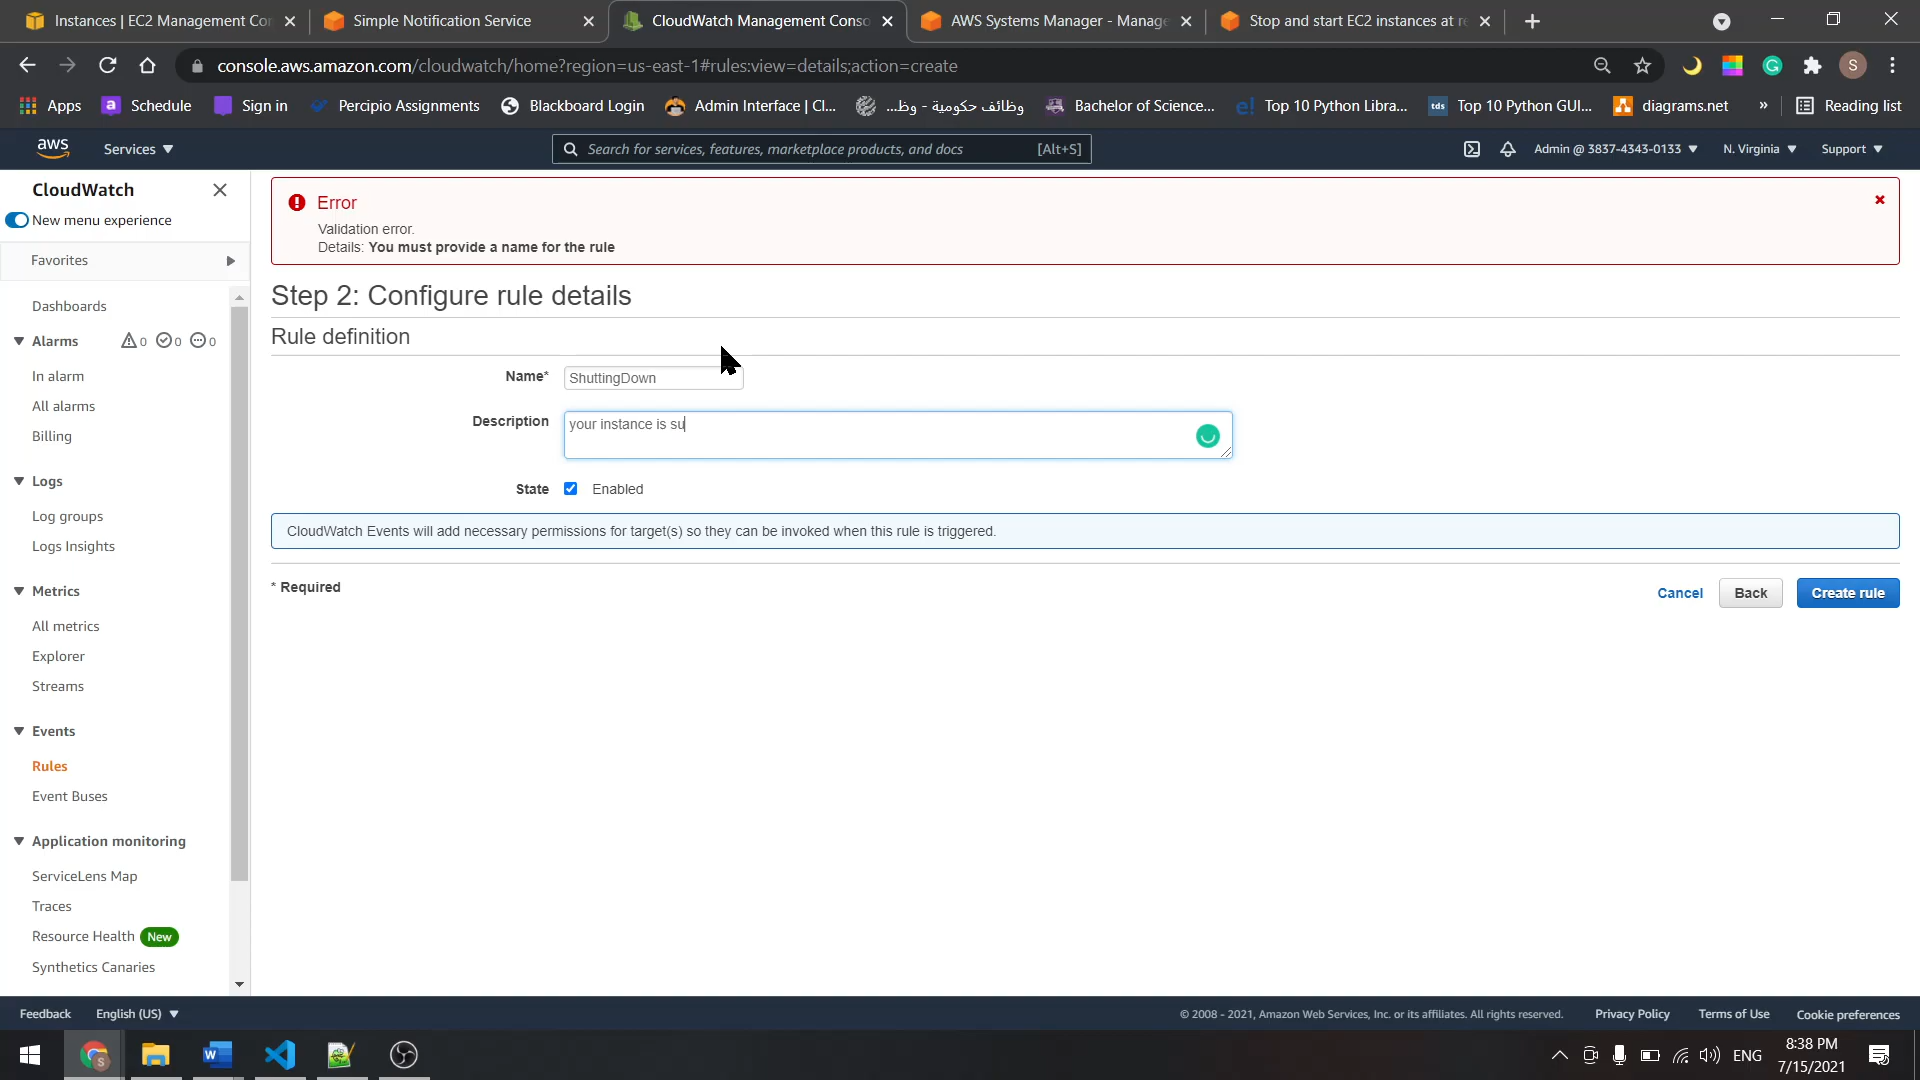 Instances | EC2 Management Con
Simple Notification Service
CloudWatch Management Conso
AWS Systems Manager - Manage
Stop and start EC2 instances at re
console.aws.amazon.com/cloudwatch/home?region=us-east-1#rules:view=details;action=create
S
Apps
a
Schedule
Sign in
Percipio Assignments
Blackboard Login
Admin Interface | Cl...
وظائف حكومية - وظ...
Bachelor of Science...
e!
Top 10 Python Libra...
tds
Top 10 Python GUI...
diagrams.net
»
Reading list
aws
Services
Search for services, features, marketplace products, and docs
[Alt+S]
Admin @ 3837-4343-0133
N. Virginia
Support
CloudWatch
New menu experience
Favorites
Dashboards
Alarms
0
0
0
In alarm
All alarms
Billing
Logs
Log groups
Logs Insights
Metrics
All metrics
Explorer
Streams
Events
Rules
Event Buses
Application monitoring
ServiceLens Map
Traces
Resource Health New
Synthetics Canaries
Error
Validation error.
Details: You must provide a name for the rule
Step 2: Configure rule details
Rule definition
Name*
ShuttingDown
Description
your instance is su
State
Enabled
CloudWatch Events will add necessary permissions for target(s) so they can be invoked when this rule is triggered.
* Required
Cancel
Back
Create rule
Feedback
English (US)
© 2008 - 2021, Amazon Web Services, Inc. or its affiliates. All rights reserved.
Privacy Policy
Terms of Use
Cookie preferences
ENG
8:38 PM
7/15/2021